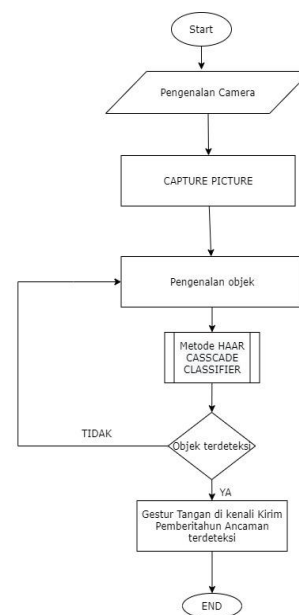 Start
Pengenalan Camera
CAPTURE PICTURE
Pengenalan objek
Metode HAAR
CASSCADE
CLASSIFIER
TIDAK
Objek terdeteksi
YA
Gestur Tangan di kenali Kirim
Pemberitahun Ancaman
terdeteksi
END